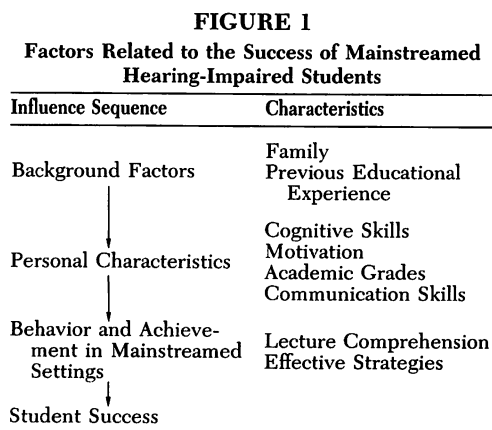 FIGURE 1
Factors Related to the Success of Mainstreamed
Hearing-Impaired Students
Influence Sequence Characteristics
Background Factors
Family
Previous Educational
Experience
Personal Characteristics
Cognitive Skills
Motivation
Academic Grades
Communication Skills
Behavior and Achieve-
ment in Mainstreamed
Settings
Lecture Comprehension
Effective Strategies
Student Success